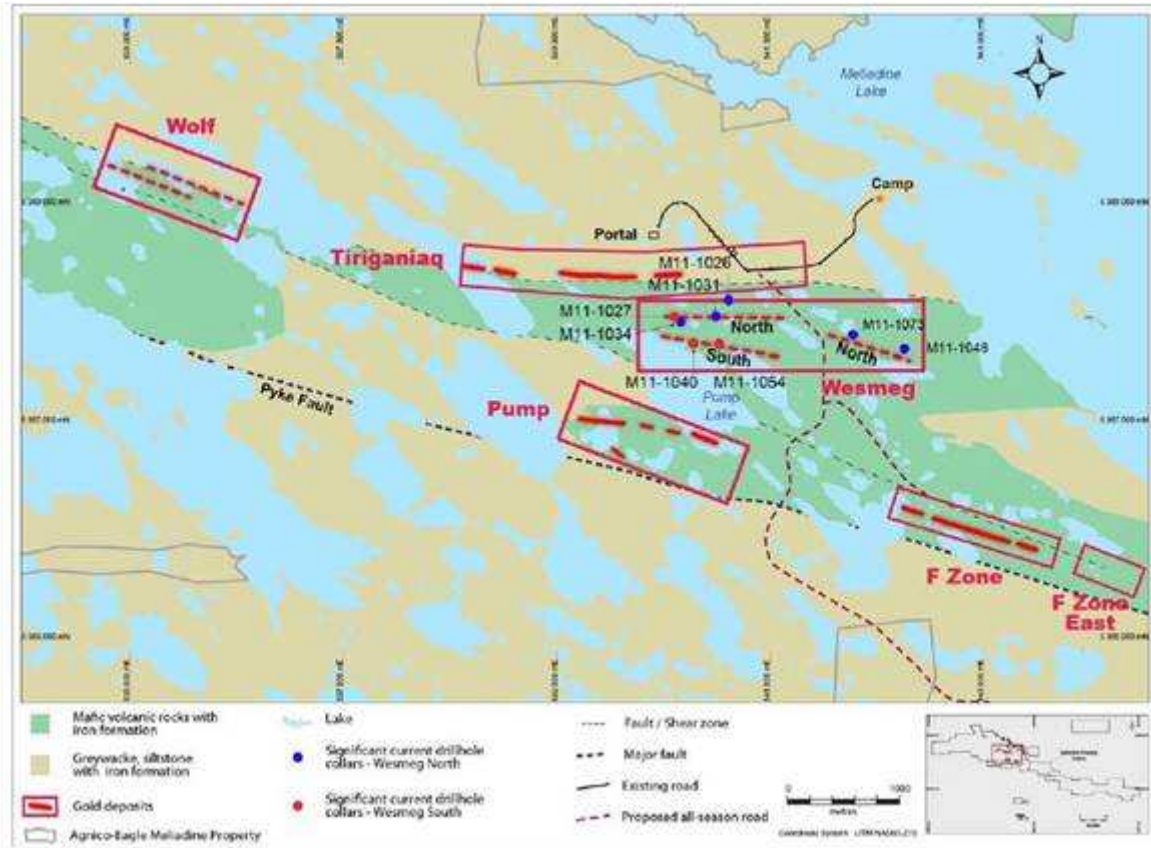 Meliadine
Lake
Wolf
Camp
Portal
Tiriganiaq
M11-1026
M11-1031
M11-1027
North
M11-1073
M11-1034
South
North
M11-1048
M11-1040
M11-1054
Wesmeg
Pyke Fault
Pump
Lake
Pump
F Zone
F Zone
East
N
Mafic volcanic rocks with
iron formation
Greywacke, siltstone
with iron formation
Gold deposits
Agnico-Eagle Meliadine Property
Lake
Significant current drillhole
collars - Wesmeg North
Significant current drillhole
collars - Wesmeg South
Fault / Shear zone
Major fault
Existing road
Proposed all-season road
0
1000
metres